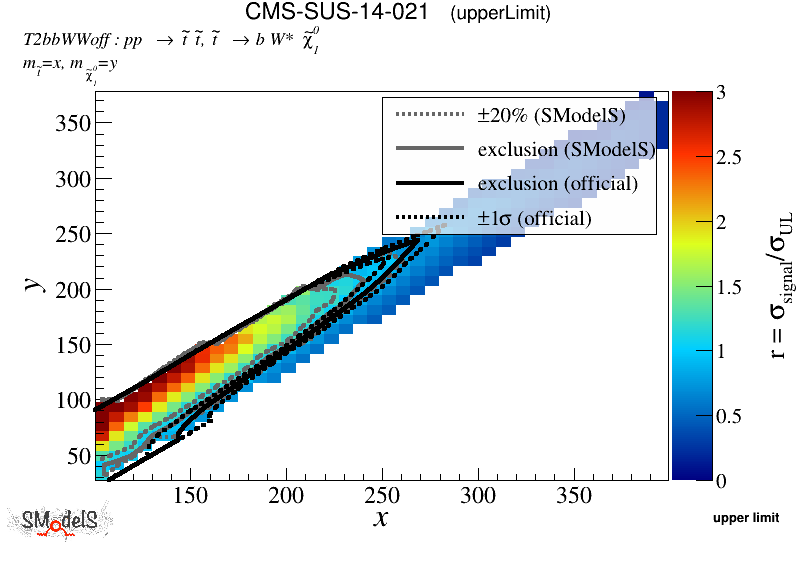 CMS-SUS-14-021 (upperLimit)
T2bbWWoff : pp → t̃ t̃, t̃ → b W* χ̃₁⁰
m_t̃=x, m_χ̃₁⁰=y
±20% (SModelS)
exclusion (SModelS)
exclusion (official)
±1σ (official)
350
300
250
200
150
100
50
y
150 200 250 300 350
x
3
2.5
2
1.5
1
0.5
0
r = σ_signal/σ_UL
SModelS
upper limit